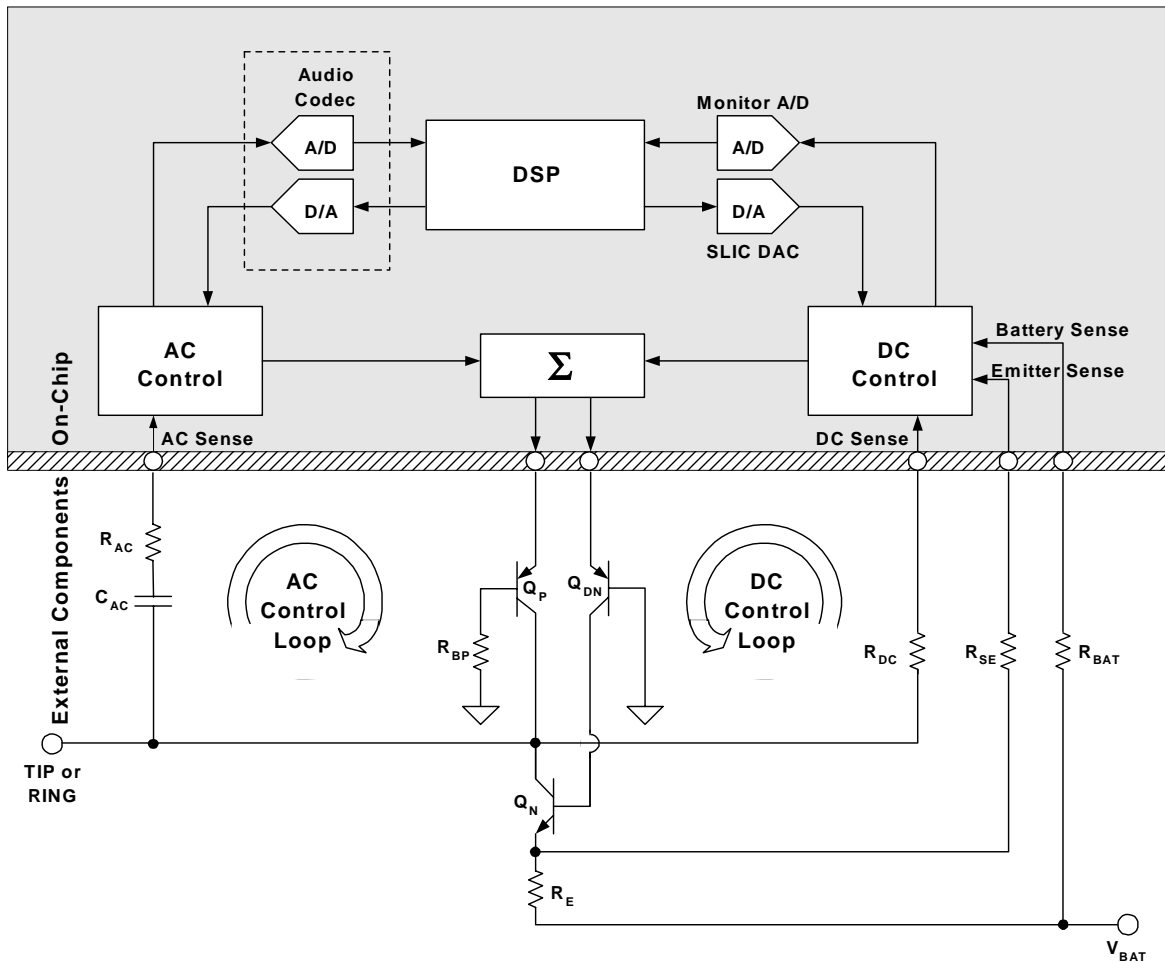 Audio
Codec
Monitor A/D
A/D
DSP
A/D
D/A
D/A
SLIC DAC
Battery Sense
AC
Control
Σ
DC
Control
Emitter Sense
On-Chip
AC Sense
DC Sense
External Components
R_AC
C_AC
AC
Control
Loop
Q_P
Q_DN
DC
Control
Loop
R_BP
R_DC
R_SE
R_BAT
TIP or
RING
Q_N
R_E
V_BAT